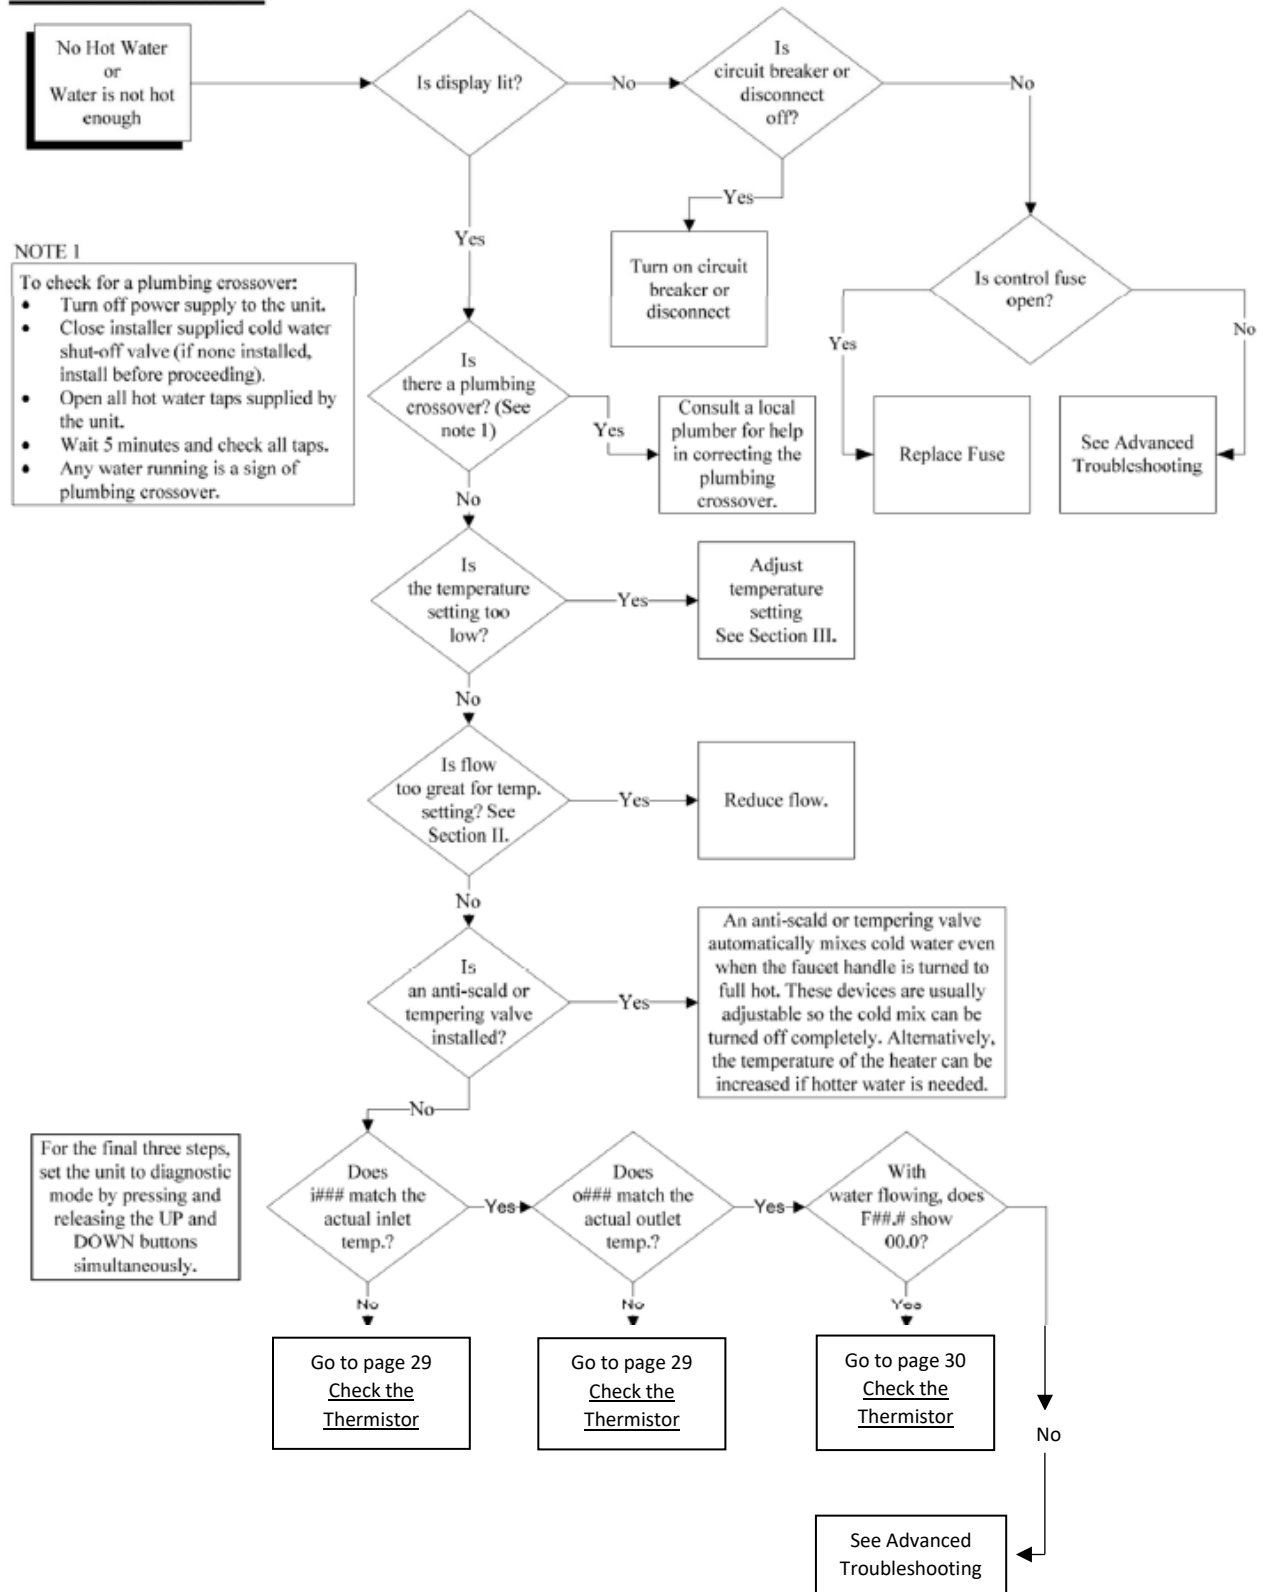 No Hot Water
or
Water is not hot
enough
Is display lit?
No
Is
circuit breaker or
disconnect
off?
No
Yes
Yes
Turn on circuit
breaker or
disconnect
Is control fuse
open?
Yes
No
Replace Fuse
See Advanced
Troubleshooting
NOTE 1
To check for a plumbing crossover:
• Turn off power supply to the unit.
• Close installer supplied cold water
shut-off valve (if none installed,
install before proceeding).
• Open all hot water taps supplied by
the unit.
• Wait 5 minutes and check all taps.
• Any water running is a sign of
plumbing crossover.
Is
there a plumbing
crossover? (See
note 1)
Yes
Consult a local
plumber for help
in correcting the
plumbing
crossover.
No
Is
the temperature
setting too
low?
Yes
Adjust
temperature
setting
See Section III.
No
Is flow
too great for temp.
setting? See
Section II.
Yes
Reduce flow.
No
Is
an anti-scald or
tempering valve
installed?
Yes
An anti-scald or tempering valve
automatically mixes cold water even
when the faucet handle is turned to
full hot. These devices are usually
adjustable so the cold mix can be
turned off completely. Alternatively,
the temperature of the heater can be
increased if hotter water is needed.
No
For the final three steps,
set the unit to diagnostic
mode by pressing and
releasing the UP and
DOWN buttons
simultaneously.
Does
i### match the
actual inlet
temp.?
Yes
Does
o### match the
actual outlet
temp.?
Yes
With
water flowing, does
F##.# show
00.0?
No
No
Yes
Go to page 29
Check the
Thermistor
Go to page 29
Check the
Thermistor
Go to page 30
Check the
Thermistor
No
See Advanced
Troubleshooting